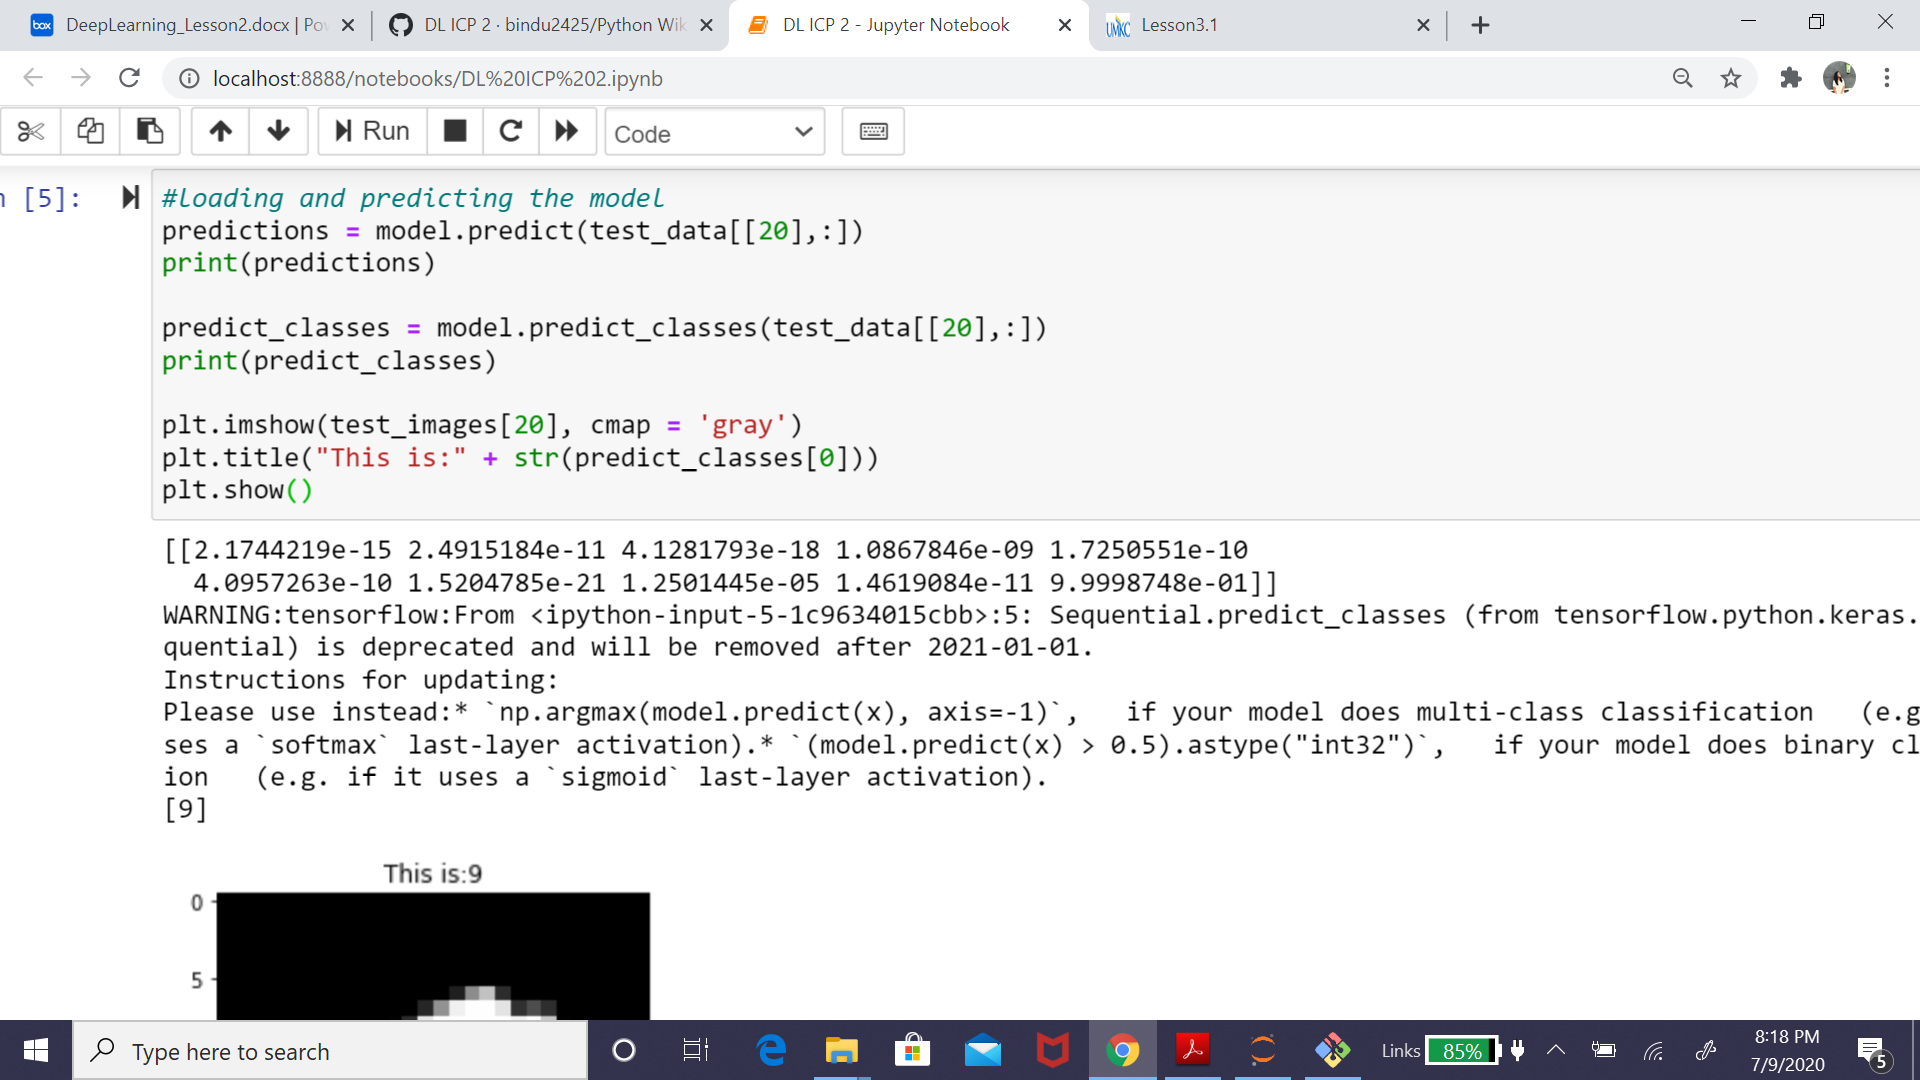 DeepLearning_Lesson2.docx | Po
DL ICP 2 · bindu2425/Python Wik
DL ICP 2 - Jupyter Notebook
Lesson3.1
localhost:8888/notebooks/DL%20ICP%202.ipynb
Run
Code
[5]:
#loading and predicting the model
predictions = model.predict(test_data[[20],:])
print(predictions)
predict_classes = model.predict_classes(test_data[[20],:])
print(predict_classes)
plt.imshow(test_images[20], cmap = 'gray')
plt.title("This is:" + str(predict_classes[0]))
plt.show()
[[2.1744219e-15 2.4915184e-11 4.1281793e-18 1.0867846e-09 1.7250551e-10
4.0957263e-10 1.5204785e-21 1.2501445e-05 1.4619084e-11 9.9998748e-01]]
WARNING:tensorflow:From <ipython-input-5-1c9634015cbb>:5: Sequential.predict_classes (from tensorflow.python.keras.
quential) is deprecated and will be removed after 2021-01-01.
Instructions for updating:
Please use instead:* `np.argmax(model.predict(x), axis=-1)`,   if your model does multi-class classification   (e.g
ses a `softmax` last-layer activation).* `(model.predict(x) > 0.5).astype("int32")`,   if your model does binary cl
ion   (e.g. if it uses a `sigmoid` last-layer activation).
[9]
This is:9
0
5
Type here to search
Links
85%
8:18 PM
7/9/2020
5